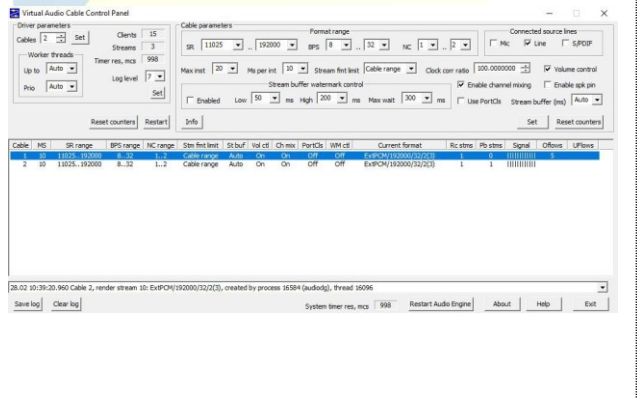 Virtual Audio Cable Control Panel
Driver parameters
Cables 2 Set
Clients 15
Streams 3
Worker threads
Timer res, mcs 998
Up to Auto
Log level 7
Prio Auto
Set
Reset counters Restart
Cable parameters
Format range
SR 11025 .. 192000 BPS 8 .. 32 NC 1 .. 2
Connected source lines
Mic Line S/PDIF
Max inst 20 Ms per int 10 Stream fmt limit Cable range Clock corr ratio 100.0000000 Volume control
Stream buffer watermark control
Enable channel mixing Enable spk pin
Enabled Low 50 ms High 200 ms Max wait 300 ms
Use PortCls Stream buffer (ms) Auto
Info Set Reset counters
Cable MS SR range BPS range NC range Stm fmt limit St buf Vol ctl Ch mix PortCls WM ctl Current format Rc stms Pb stms Signal Oflows UFlows
1 10 11025..192000 8..32 1..2 Cable range Auto On On Off Off ExtPCM/192000/32/2(3) 1 0 5
2 10 11025..192000 8..32 1..2 Cable range Auto On On Off Off ExtPCM/192000/32/2(3) 1 1
28.02 10:39:20.960 Cable 2, render stream 10: ExtPCM/192000/32/2(3), created by process 16584 (audiodg), thread 16096
Save log Clear log System timer res, mcs 998 Restart Audio Engine About Help Exit